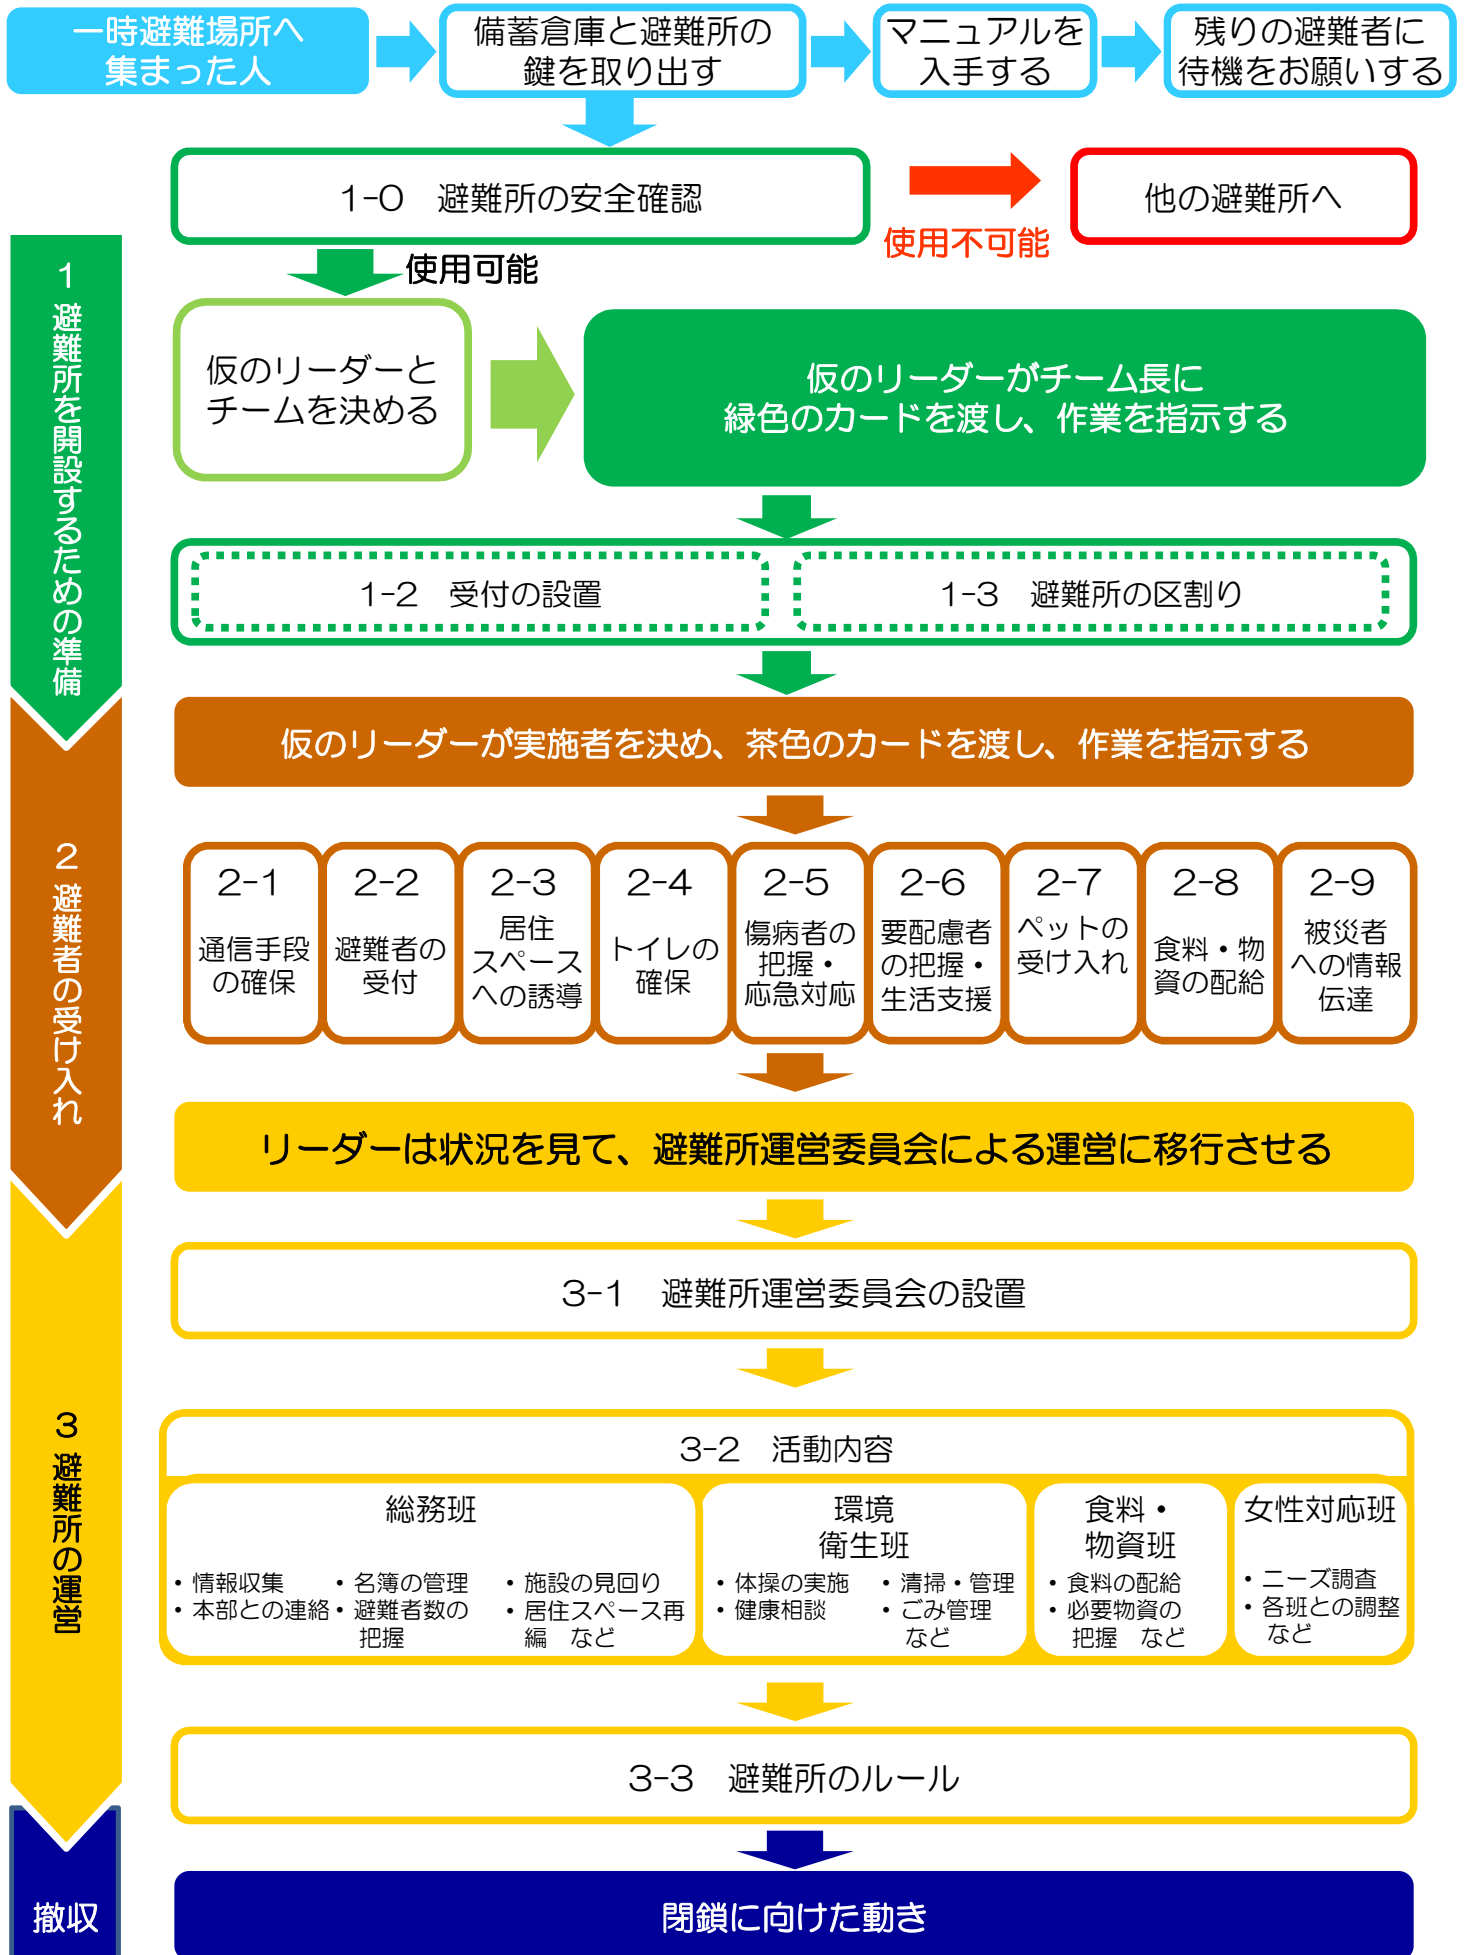 一時避難場所へ
集まった人
備蓄倉庫と避難所の
鍵を取り出す
マニュアルを
入手する
残りの避難者に
待機をお願いする
1-0　避難所の安全確認
使用不可能
他の避難所へ
使用可能
1 避難所を開設するための準備
仮のリーダーと
チームを決める
仮のリーダーがチーム長に
緑色のカードを渡し、作業を指示する
1-2　受付の設置
1-3　避難所の区割り
仮のリーダーが実施者を決め、茶色のカードを渡し、作業を指示する
2 避難者の受け入れ
2-1
通信手段
の確保
2-2
避難者の
受付
2-3
居住
スペース
への誘導
2-4
トイレの
確保
2-5
傷病者の
把握・
応急対応
2-6
要配慮者
の把握・
生活支援
2-7
ペットの
受け入れ
2-8
食料・物
資の配給
2-9
被災者
への情報
伝達
リーダーは状況を見て、避難所運営委員会による運営に移行させる
3 避難所の運営
3-1　避難所運営委員会の設置
3-2　活動内容
総務班
・情報収集
・本部との連絡
・名簿の管理
・避難者数の
把握
・施設の見回り
・居住スペース再
編　など
環境
衛生班
・体操の実施
・健康相談
・清掃・管理
・ごみ管理
など
食料・
物資班
・食料の配給
・必要物資の
把握　など
女性対応班
・ニーズ調査
・各班との調整
など
3-3　避難所のルール
撤収
閉鎖に向けた動き